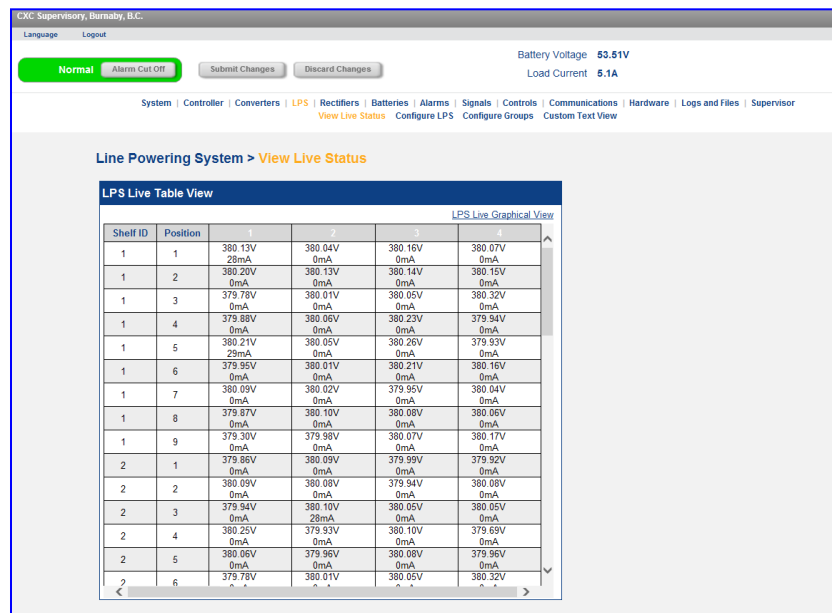 CXC Supervisory, Burnaby, B.C.
Language Logout
Normal Alarm Cut Off Submit Changes Discard Changes
Battery Voltage 53.51V
Load Current 5.1A
System | Controller | Converters | LPS | Rectifiers | Batteries | Alarms | Signals | Controls | Communications | Hardware | Logs and Files | Supervisor
View Live Status Configure LPS Configure Groups Custom Text View
Line Powering System > View Live Status
LPS Live Table View
LPS Live Graphical View
Shelf ID Position 1 2 3 4
1 1 380.13V 380.04V 380.16V 380.07V
28mA 0mA 0mA 0mA
1 2 380.20V 380.13V 380.14V 380.15V
0mA 0mA 0mA 0mA
1 3 379.78V 380.01V 380.05V 380.32V
0mA 0mA 0mA 0mA
1 4 379.88V 380.06V 380.23V 379.94V
0mA 0mA 0mA 0mA
1 5 380.21V 380.05V 380.26V 379.93V
29mA 0mA 0mA 0mA
1 6 379.95V 380.01V 380.21V 380.16V
0mA 0mA 0mA 0mA
1 7 380.09V 380.02V 379.95V 380.04V
0mA 0mA 0mA 0mA
1 8 379.87V 380.10V 380.08V 380.06V
0mA 0mA 0mA 0mA
1 9 379.30V 379.98V 380.07V 380.17V
0mA 0mA 0mA 0mA
2 1 379.86V 380.09V 379.99V 379.92V
0mA 0mA 0mA 0mA
2 2 380.09V 380.08V 379.94V 380.08V
0mA 0mA 0mA 0mA
2 3 379.94V 380.10V 380.05V 380.05V
0mA 28mA 0mA 0mA
2 4 380.25V 379.93V 380.10V 379.69V
0mA 0mA 0mA 0mA
2 5 380.06V 379.96V 380.08V 379.96V
0mA 0mA 0mA 0mA
2 6 379.78V 380.01V 380.05V 380.32V